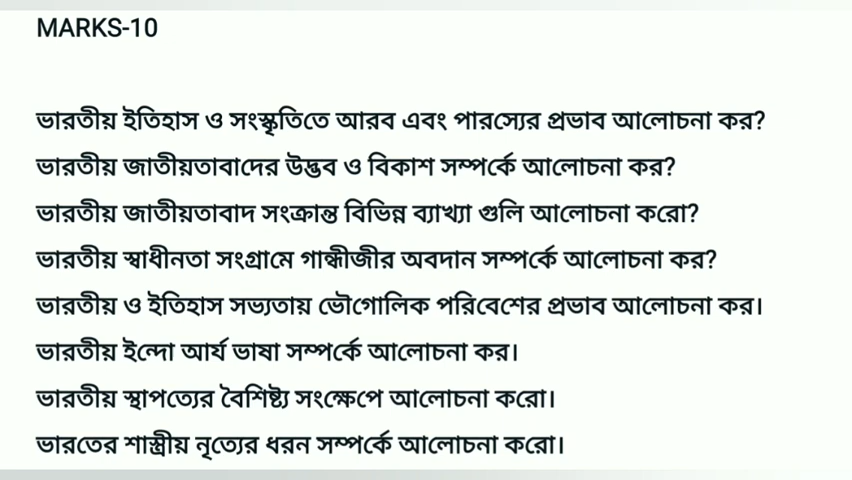 MARKS-10
ভারতীয় ইতিহাস ও সংস্কৃতিতে আরব এবং পারস্যের প্রভাব আলোচনা কর?
ভারতীয় জাতীয়তাবাদের উদ্ভব ও বিকাশ সম্পর্কে আলোচনা কর?
ভারতীয় জাতীয়তাবাদ সংক্রান্ত বিভিন্ন ব্যাখ্যা গুলি আলোচনা করো?
ভারতীয় স্বাধীনতা সংগ্রামে গান্ধীজীর অবদান সম্পর্কে আলোচনা কর?
ভারতীয় ও ইতিহাস সভ্যতায় ভৌগোলিক পরিবেশের প্রভাব আলোচনা কর।
ভারতীয় ইন্দো আর্য ভাষা সম্পর্কে আলোচনা কর।
ভারতীয় স্থাপত্যের বৈশিষ্ট্য সংক্ষেপে আলোচনা করো।
ভারতের শাস্ত্রীয় নৃত্যের ধরন সম্পর্কে আলোচনা করো।